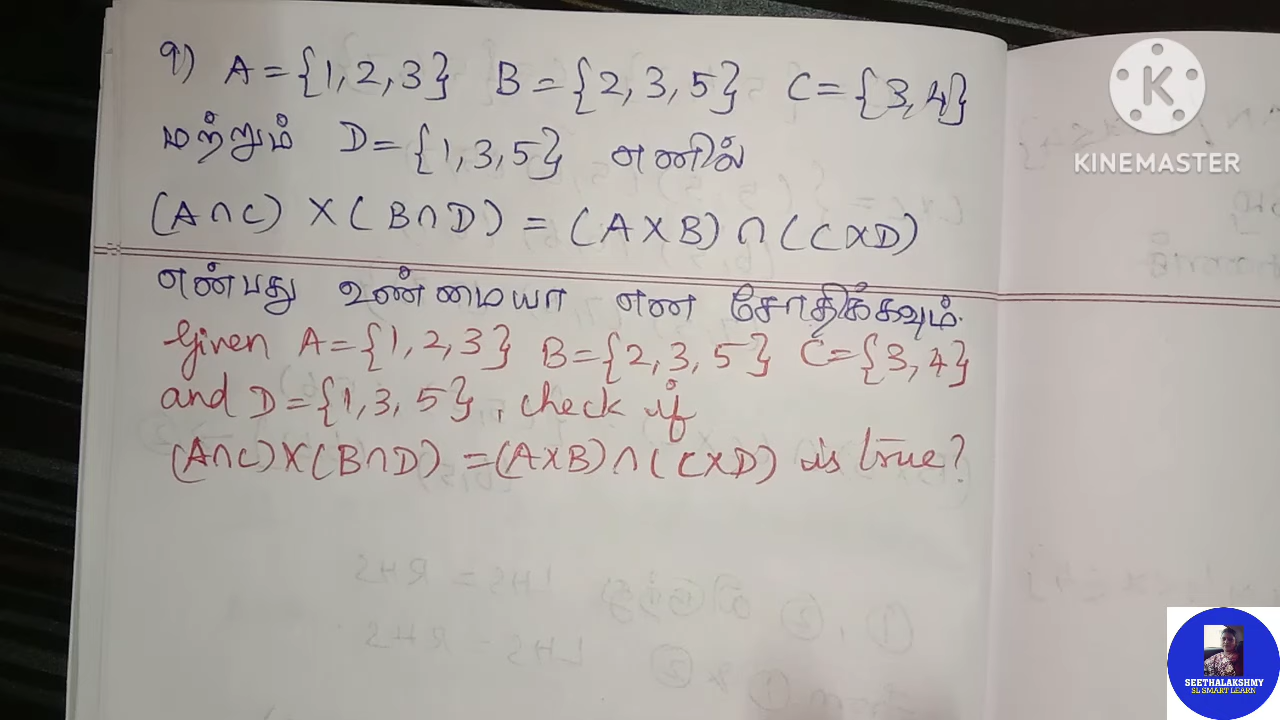 9) A={1,2,3} B={2,3,5} C={3,4}
மற்றும் D={1,3,5} எனில்
(A∩C) X (B∩D) = (A X B) ∩ (C X D)
என்பது உண்மையா என சோதிக்கவும்.
Given A={1,2,3} B={2,3,5} C={3,4}
and D={1,3,5}, check if
(A∩C) X (B∩D) = (A X B) ∩ (C X D) is true?
K
KINEMASTER
SEETHALAKSHMY
SL SMART LEARN